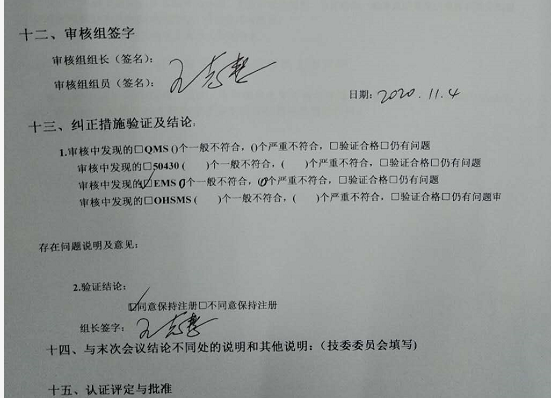 十二、审核组签字
审核组组长（签名）：
审核组组员（签名）：
日期：2020.11.4
十三、纠正措施验证及结论：
1.审核中发现的□QMS ()个一般不符合，()个严重不符合，□验证合格□仍有问题
审核中发现的□50430（ ）个一般不符合，（ ）个严重不符合，□验证合格□仍有问题
审核中发现的☑EMS 0个一般不符合，0个严重不符合，□验证合格□仍有问题
审核中发现的□OHSMS（ ）个一般不符合，（ ）个严重不符合，□验证合格□仍有问题审
存在问题说明及意见：
2.验证结论：
☑同意保持注册□不同意保持注册
组长签字：
十四、与末次会议结论不同处的说明和其他说明：（技委委员会填写）
十五、认证评定与批准